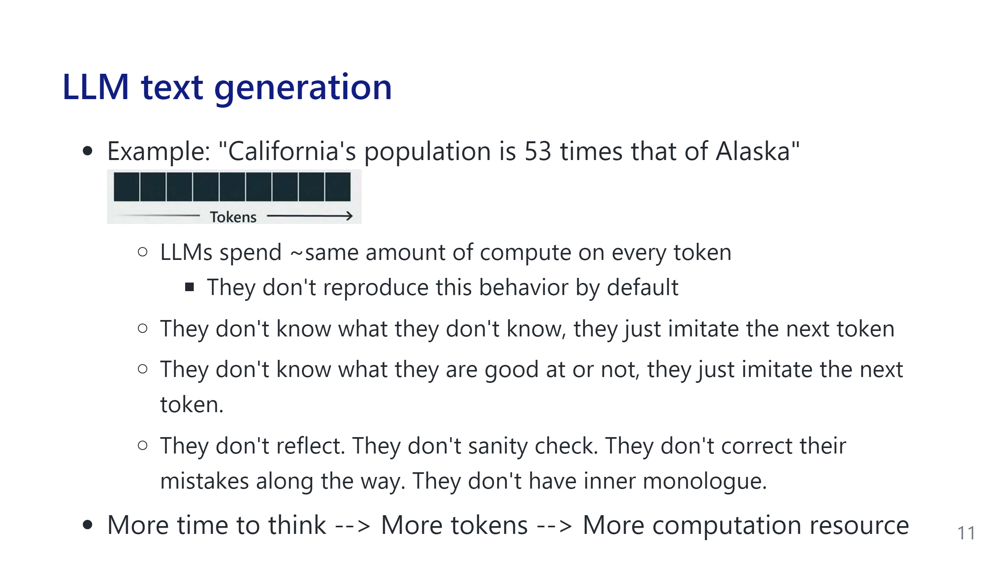 LLM text generation
• Example: "California's population is 53 times that of Alaska"
Tokens
○ LLMs spend ~same amount of compute on every token
■ They don't reproduce this behavior by default
○ They don't know what they don't know, they just imitate the next token
○ They don't know what they are good at or not, they just imitate the next
token.
○ They don't reflect. They don't sanity check. They don't correct their
mistakes along the way. They don't have inner monologue.
• More time to think --> More tokens --> More computation resource
11